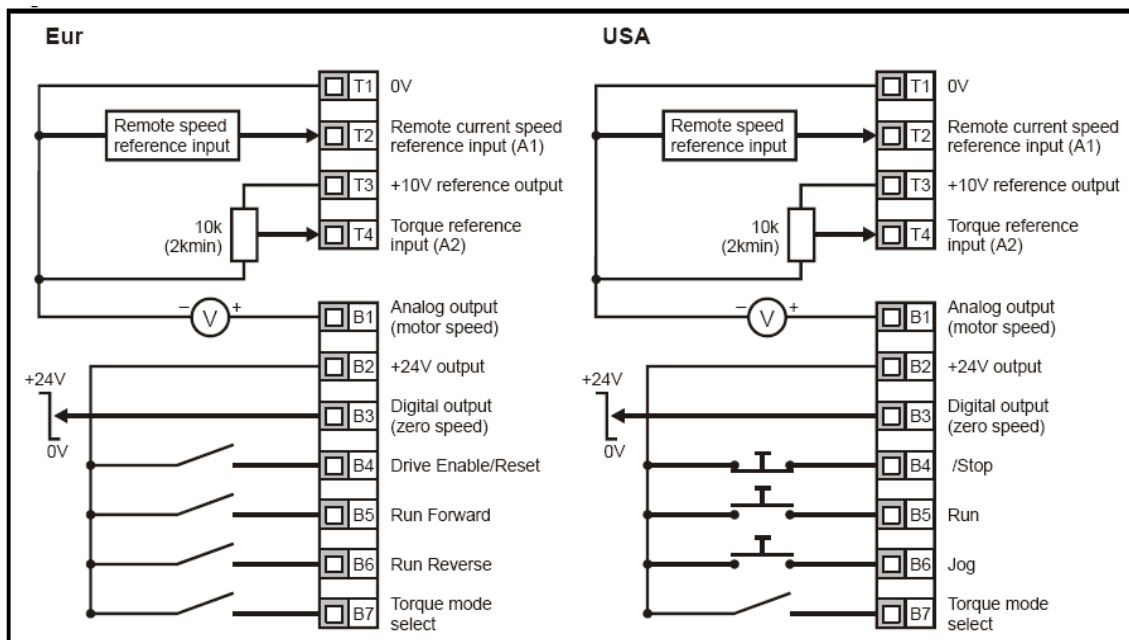 Eur
T1 0V
Remote speed
reference input
T2 Remote current speed
reference input (A1)
T3 +10V reference output
10k
(2kmin)
T4 Torque reference
input (A2)
– V +
B1 Analog output
(motor speed)
B2 +24V output
+24V
0V
B3 Digital output
(zero speed)
B4 Drive Enable/Reset
B5 Run Forward
B6 Run Reverse
B7 Torque mode
select
USA
T1 0V
Remote speed
reference input
T2 Remote current speed
reference input (A1)
T3 +10V reference output
10k
(2kmin)
T4 Torque reference
input (A2)
– V +
B1 Analog output
(motor speed)
B2 +24V output
+24V
0V
B3 Digital output
(zero speed)
B4 /Stop
B5 Run
B6 Jog
B7 Torque mode
select